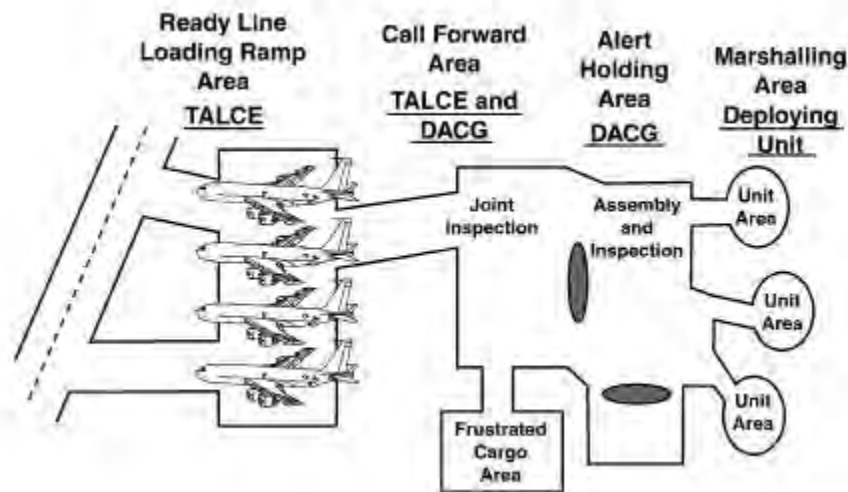 Ready Line
Loading Ramp
Area
TALCE
Call Forward
Area
TALCE and
DACG
Alert
Holding
Area
DACG
Marshalling
Area
Deploying
Unit
Joint
Inspection
Assembly
and
Inspection
Unit
Area
Unit
Area
Unit
Area
Frustrated
Cargo
Area